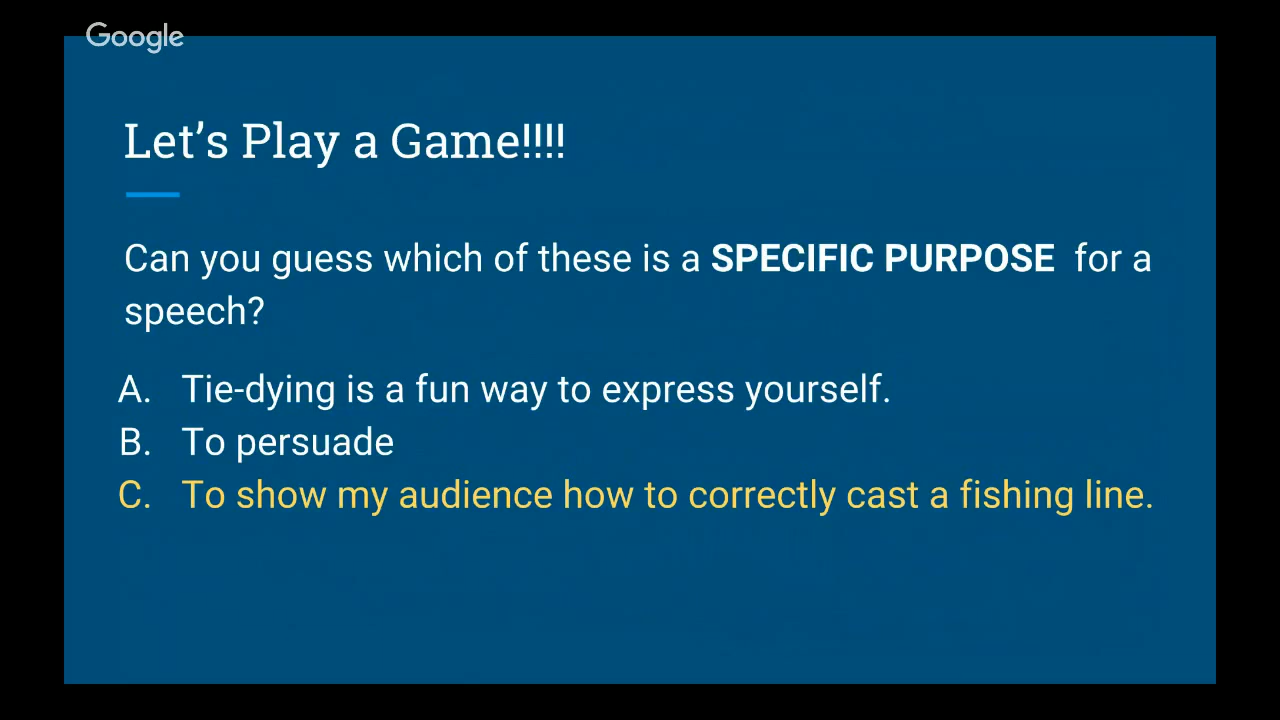 Google
Let’s Play a Game!!!!
Can you guess which of these is a SPECIFIC PURPOSE for a
speech?
A. Tie-dying is a fun way to express yourself.
B. To persuade
C. To show my audience how to correctly cast a fishing line.